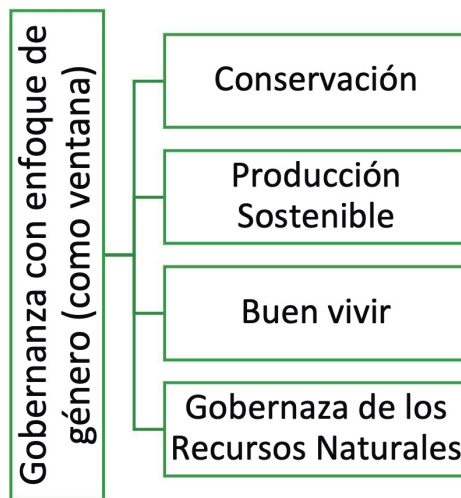 Gobernanza con enfoque de
género (como ventana)
Conservación
Producción
Sostenible
Buen vivir
Gobernaza de los
Recursos Naturales